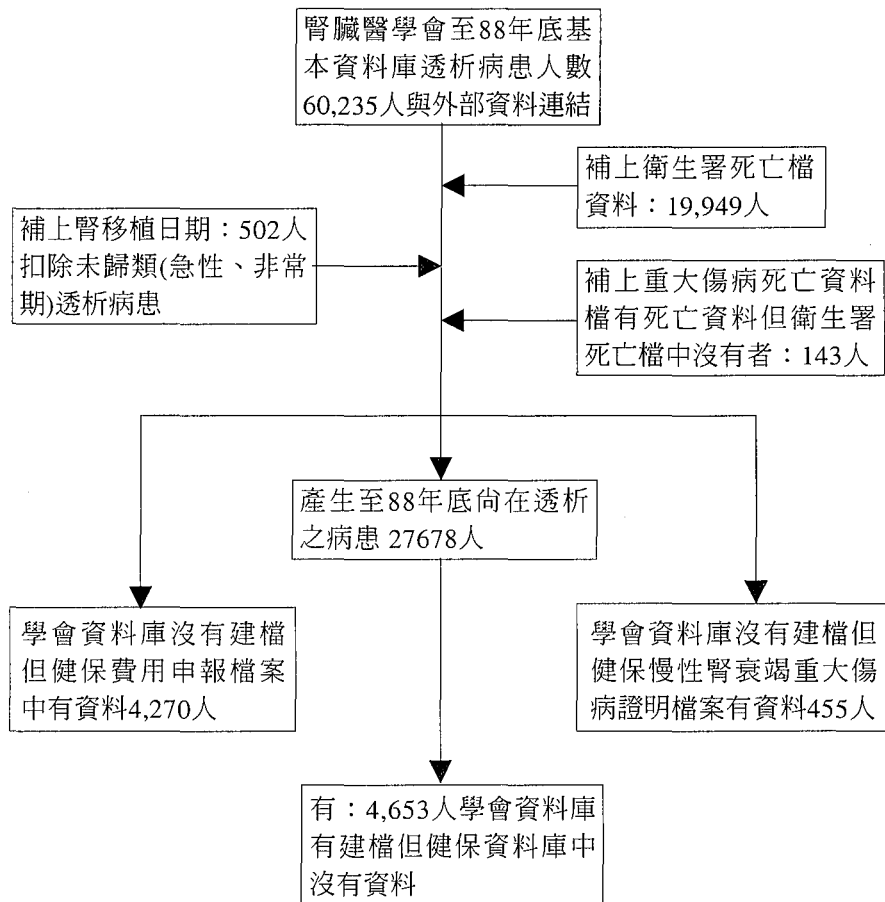 腎臟醫學會至88年底基
本資料庫透析病患人數
60,235人與外部資料連結
補上衛生署死亡檔
資料：19,949人
補上腎移植日期：502人
扣除未歸類(急性、非常
期)透析病患
補上重大傷病死亡資料
檔有死亡資料但衛生署
死亡檔中沒有者：143人
產生至88年底尚在透析
之病患 27678人
學會資料庫沒有建檔
但健保費用申報檔案
中有資料4,270人
學會資料庫沒有建檔但
健保慢性腎衰竭重大傷
病證明檔案有資料455人
有：4,653人學會資料庫
有建檔但健保資料庫中
沒有資料